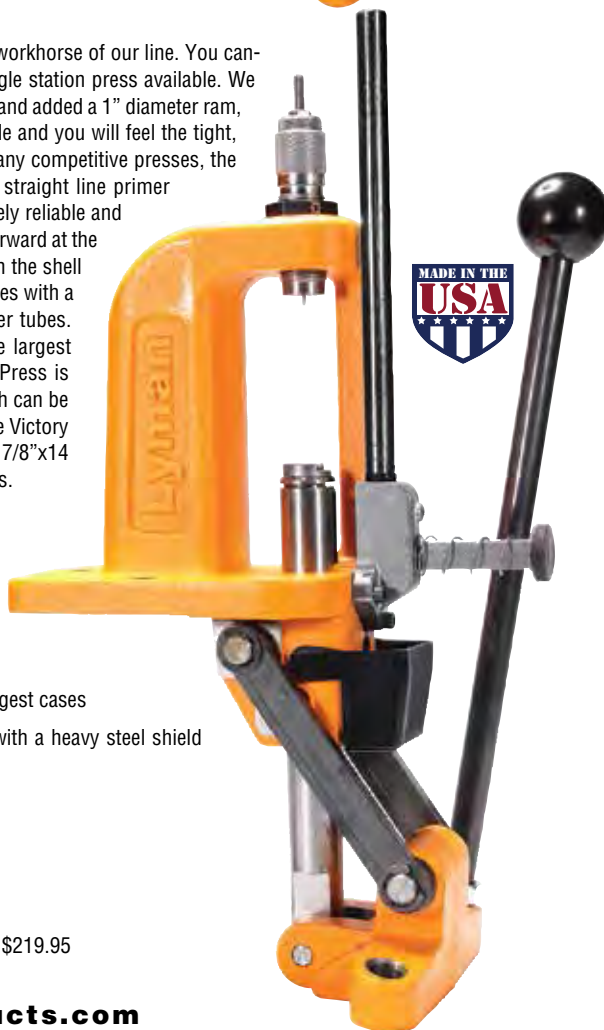 workhorse of our line. You can-
gle station press available. We
and added a 1” diameter ram,
le and you will feel the tight,
any competitive presses, the
straight line primer
ely reliable and
rward at the
n the shell
es with a
er tubes.
e largest
Press is
h can be
e Victory
7/8”x14
s.
Lyman
MADE IN THE
USA
gest cases
with a heavy steel shield
$219.95
ucts.com